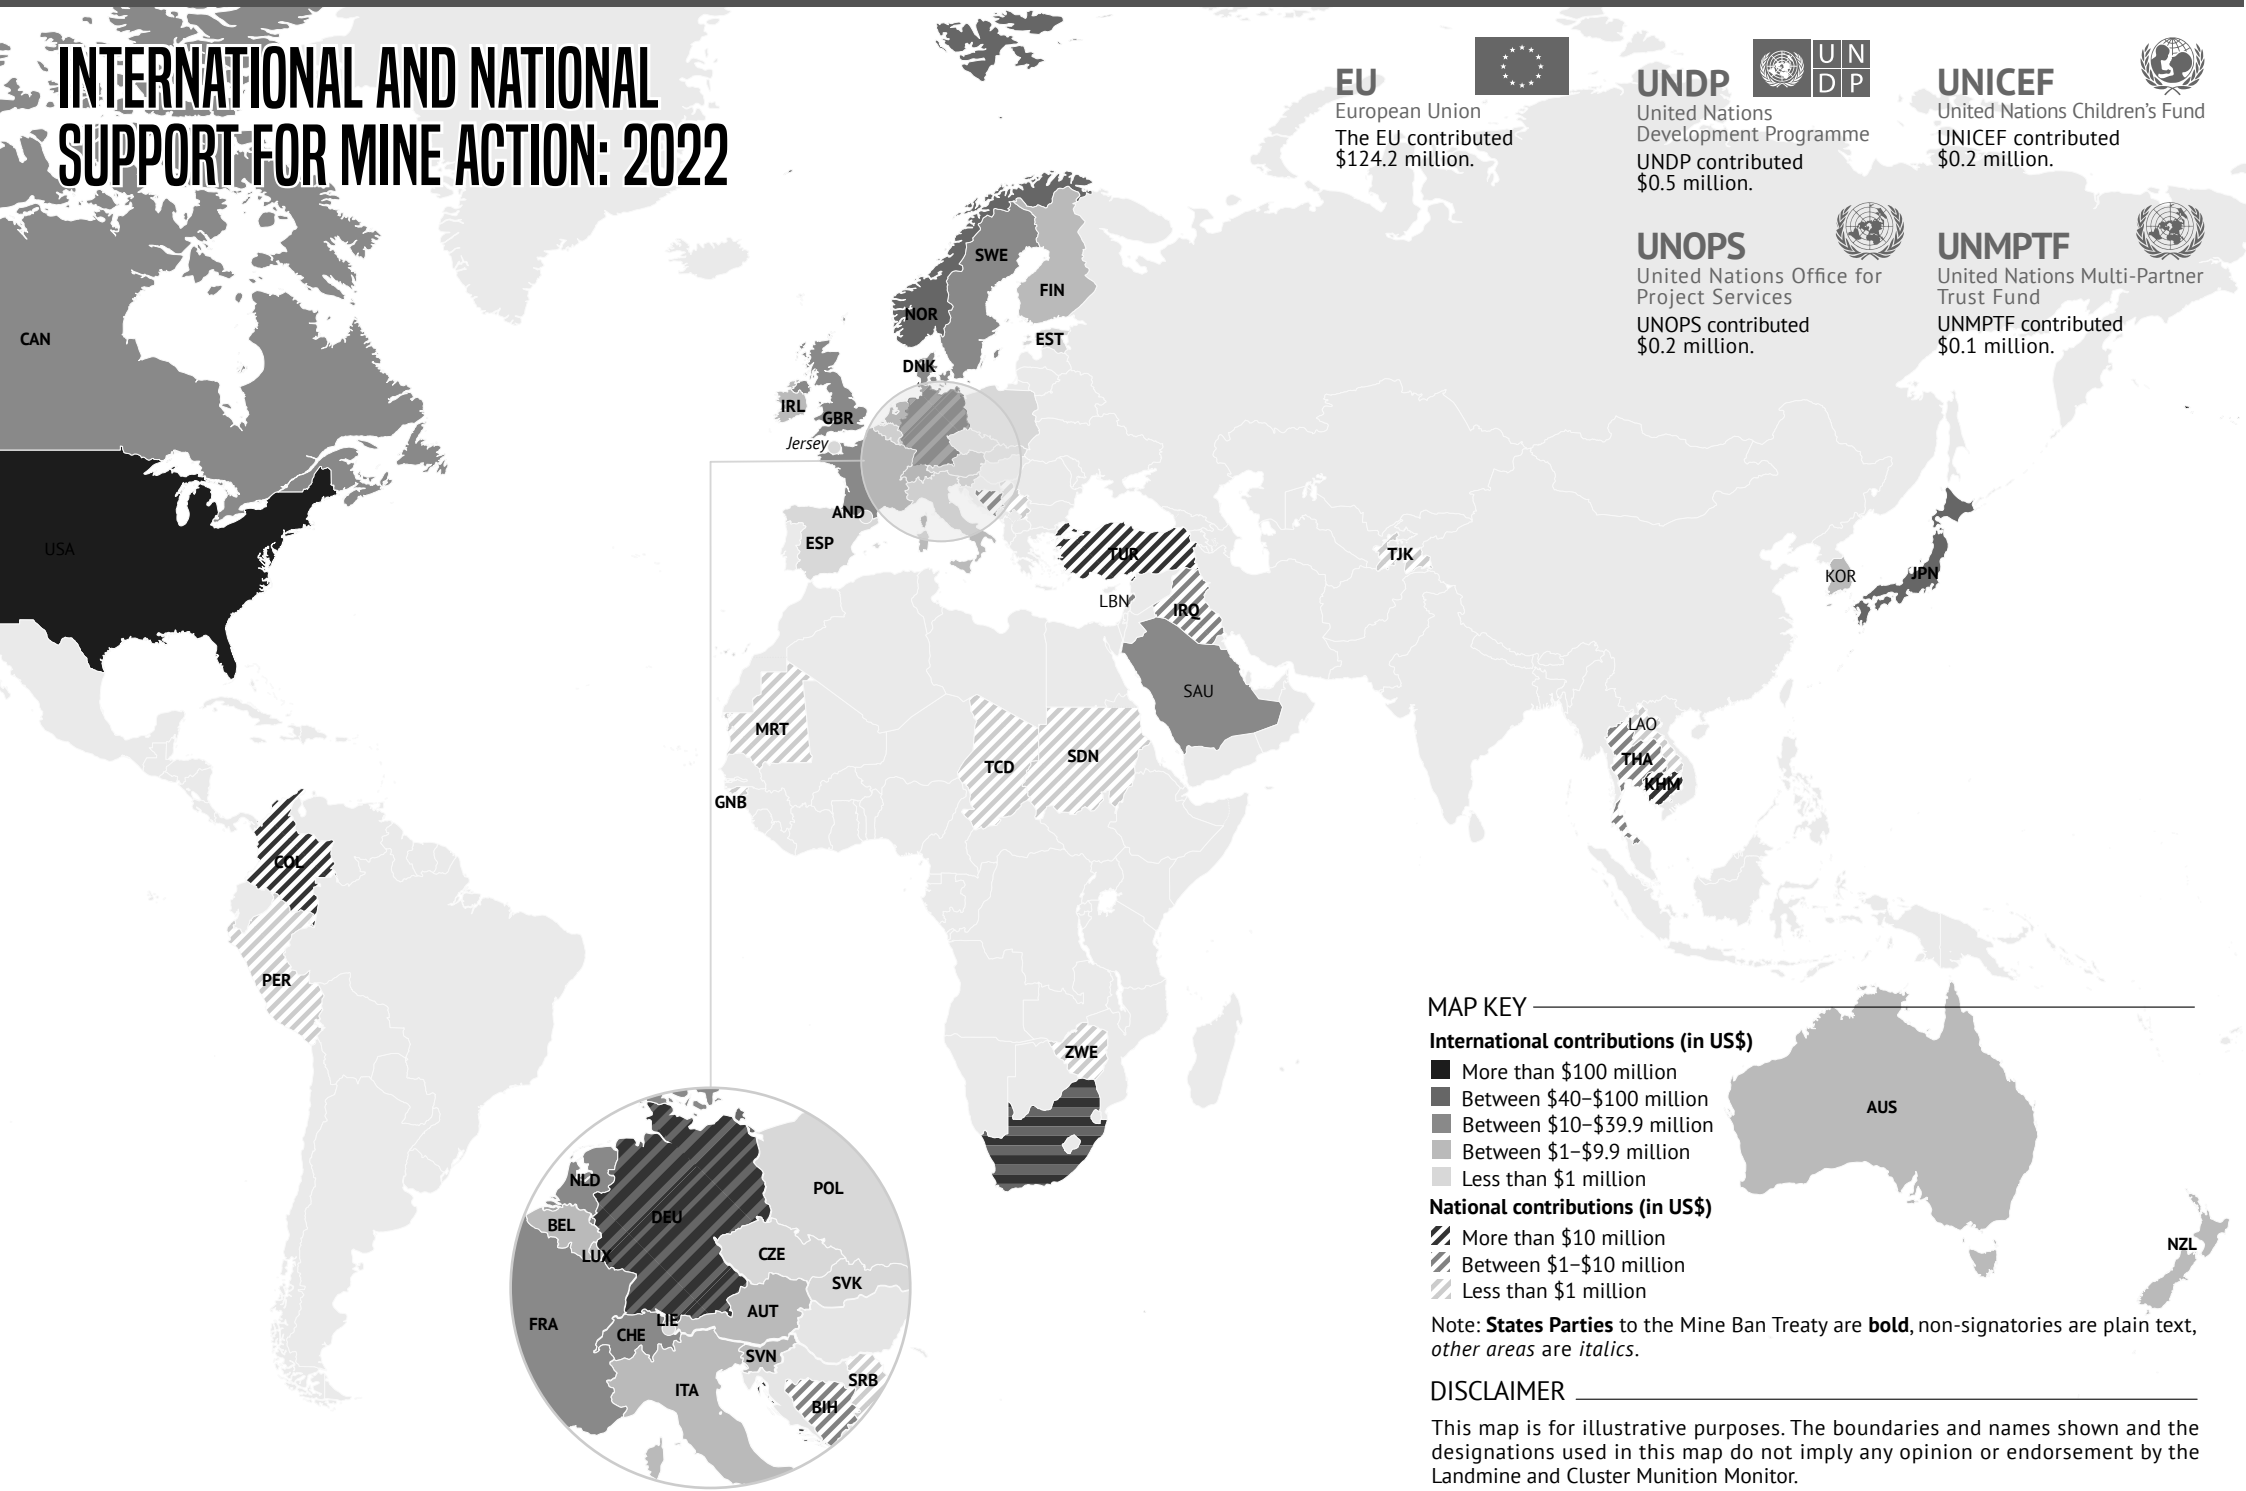 INTERNATIONAL AND NATIONAL
SUPPORT FOR MINE ACTION: 2022
EU
European Union
The EU contributed
$124.2 million.
UNDP
UN
DP
United Nations
Development Programme
UNDP contributed
$0.5 million.
UNICEF
United Nations Children's Fund
UNICEF contributed
$0.2 million.
UNOPS
United Nations Office for
Project Services
UNOPS contributed
$0.2 million.
UNMPTF
United Nations Multi-Partner
Trust Fund
UNMPTF contributed
$0.1 million.
CAN
USA
SWE
FIN
NOR
EST
DNK
IRL
GBR
Jersey
AND
ESP
TUR
TJK
LBN
IRQ
KOR
JPN
SAU
MRT
TCD
SDN
GNB
LAO
THA
KHM
COL
PER
ZWE
AUS
NZL
NLD
BEL
LUX
DEU
POL
CZE
SVK
AUT
LIE
CHE
FRA
SVN
ITA
SRB
BIH
MAP KEY
International contributions (in US$)
More than $100 million
Between $40–$100 million
Between $10–$39.9 million
Between $1–$9.9 million
Less than $1 million
National contributions (in US$)
More than $10 million
Between $1–$10 million
Less than $1 million
Note: States Parties to the Mine Ban Treaty are bold, non-signatories are plain text,
other areas are italics.
DISCLAIMER
This map is for illustrative purposes. The boundaries and names shown and the
designations used in this map do not imply any opinion or endorsement by the
Landmine and Cluster Munition Monitor.